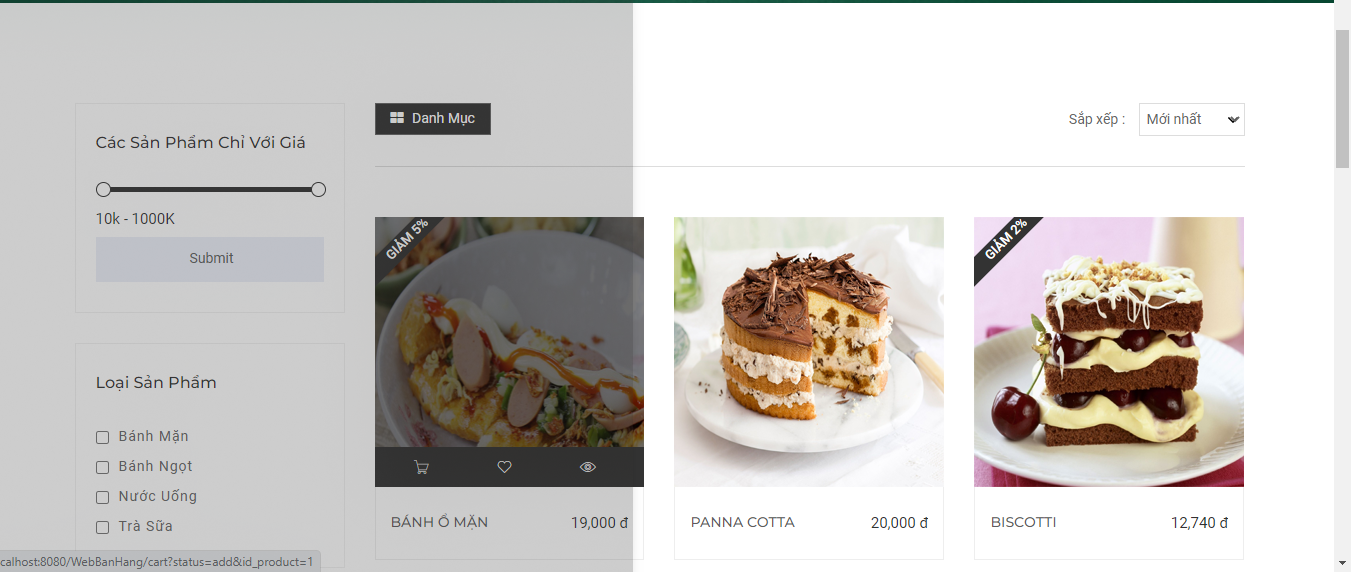 Danh Mục
Sắp xếp : Mới nhất
Các Sản Phẩm Chỉ Với Giá
10k - 1000K
Submit
Loại Sản Phẩm
Bánh Mặn
Bánh Ngọt
Nước Uống
Trà Sữa
GIẢM 5%
BÁNH Ổ MẶN 19,000 đ
PANNA COTTA 20,000 đ
GIẢM 2%
BISCOTTI 12,740 đ
calhost:8080/WebBanHang/cart?status=add&id_product=1